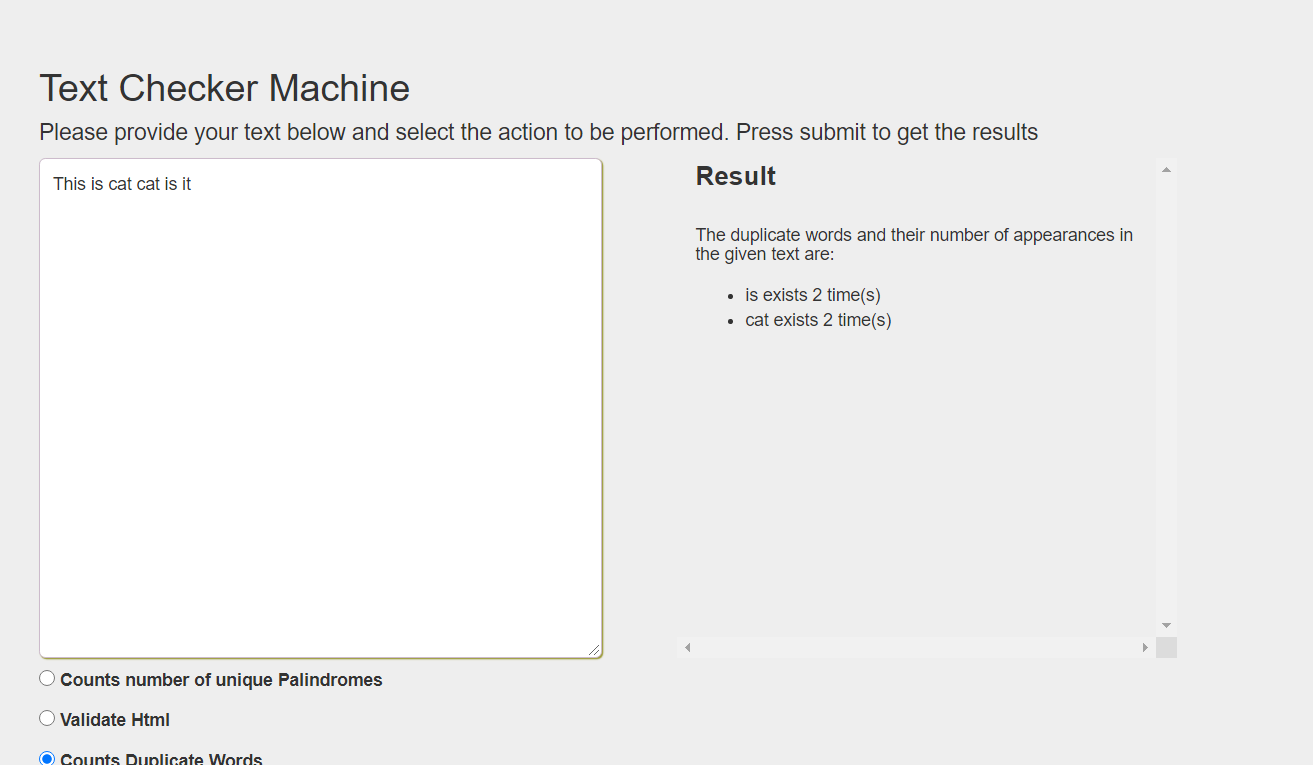 Text Checker Machine
Please provide your text below and select the action to be performed. Press submit to get the results
This is cat cat is it
Result
The duplicate words and their number of appearances in
the given text are:
is exists 2 time(s)
cat exists 2 time(s)
Counts number of unique Palindromes
Validate Html
Counts Duplicate Words